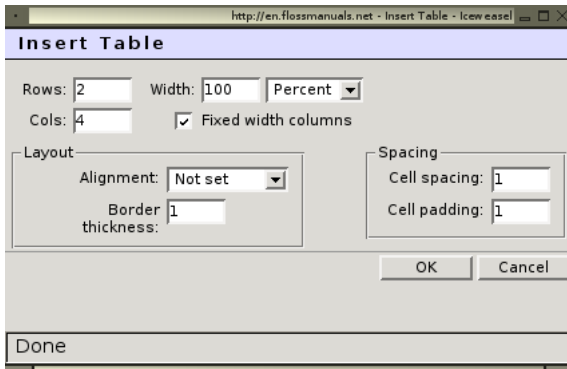 http://en.flossmanuals.net - Insert Table - Iceweasel
Insert Table
Rows: 2 Width: 100 Percent
Cols: 4 Fixed width columns
Layout Spacing
Alignment: Not set Cell spacing: 1
Border thickness: 1 Cell padding: 1
OK Cancel
Done